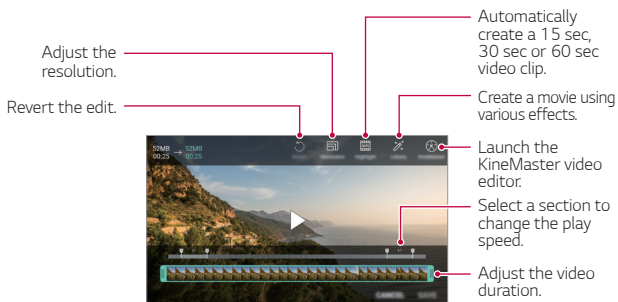 Automatically
create a 15 sec,
30 sec or 60 sec
video clip.
Adjust the
resolution.
Create a movie using
various effects.
Revert the edit.
Launch the
KineMaster video
editor.
52MB
00:25
→
52MB
00:25
Select a section to
change the play
speed.
Adjust the video
duration.
CANCEL
SAVE